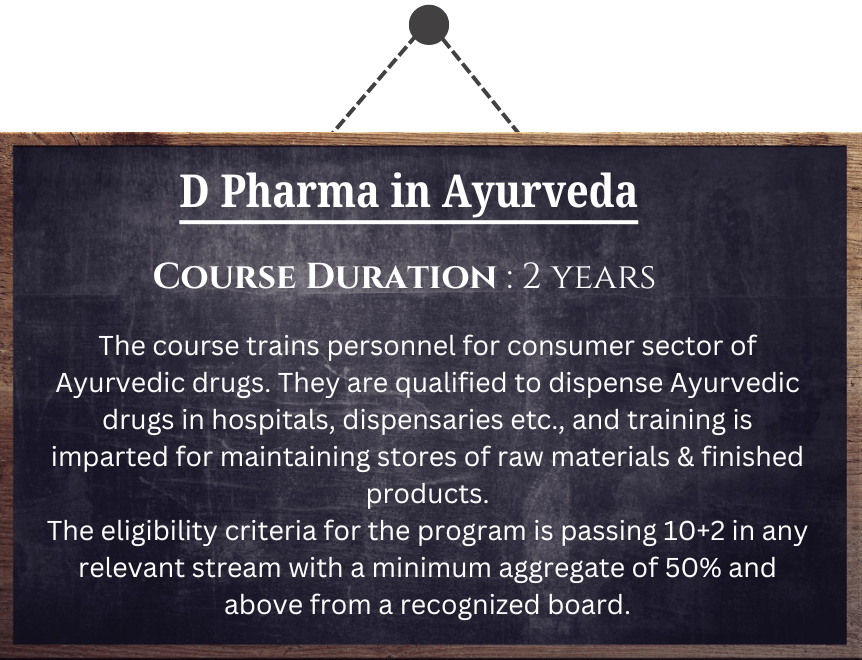 D Pharma in Ayurveda
Course Duration : 2 years
The course trains personnel for consumer sector of
Ayurvedic drugs. They are qualified to dispense Ayurvedic
drugs in hospitals, dispensaries etc., and training is
imparted for maintaining stores of raw materials & finished
products.
The eligibility criteria for the program is passing 10+2 in any
relevant stream with a minimum aggregate of 50% and
above from a recognized board.